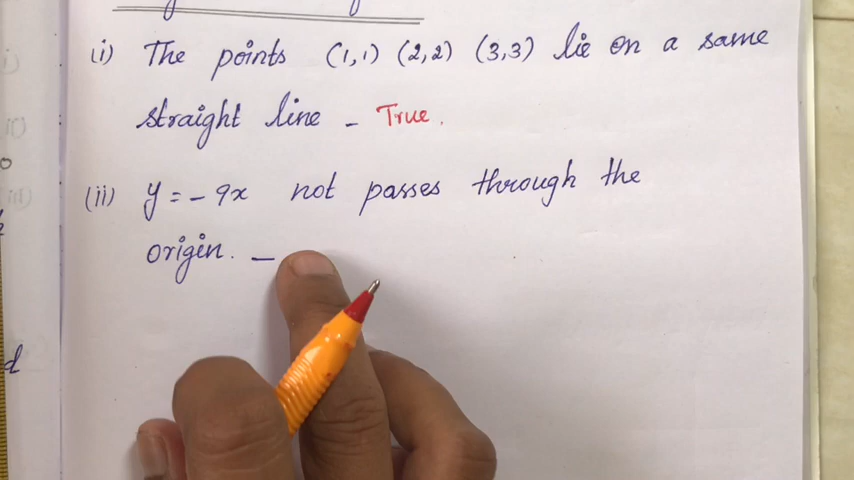 (i) The points (1,1) (2,2) (3,3) lie on a same
straight line - True.
(ii) y = - 9x not passes through the
origin. -
d